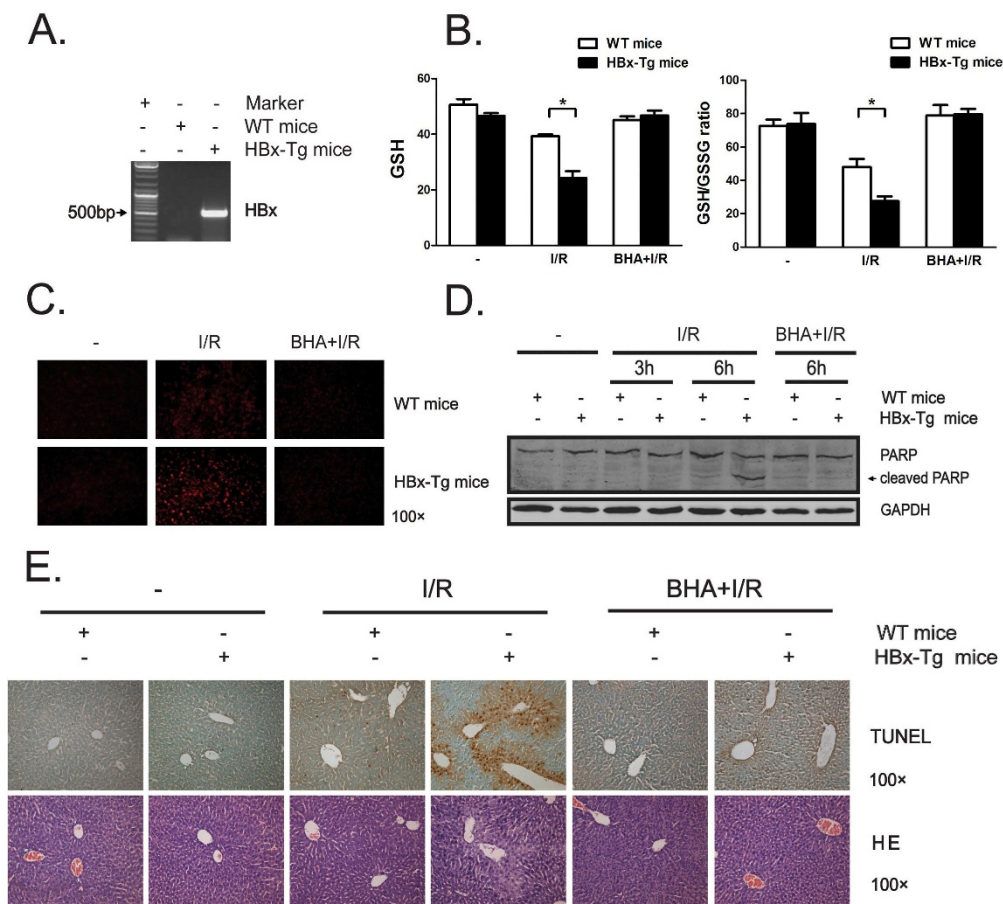 A.
+ - - Marker
- + - WT mice
- - + HBx-Tg mice
500bp→ HBx
B.
WT mice
HBx-Tg mice
GSH
60
40
20
0
*
- I/R BHA+I/R
WT mice
HBx-Tg mice
GSH/GSSG ratio
100
80
60
40
20
0
*
- I/R BHA+I/R
C.
- I/R BHA+I/R
WT mice
HBx-Tg mice
100×
D.
- I/R BHA+I/R
3h 6h 6h
+ - + - + - + - WT mice
- + - + - + - + HBx-Tg mice
PARP
cleaved PARP
GAPDH
E.
- I/R BHA+I/R
+ - + - + - WT mice
- + - + - + HBx-Tg mice
TUNEL
100×
HE
100×